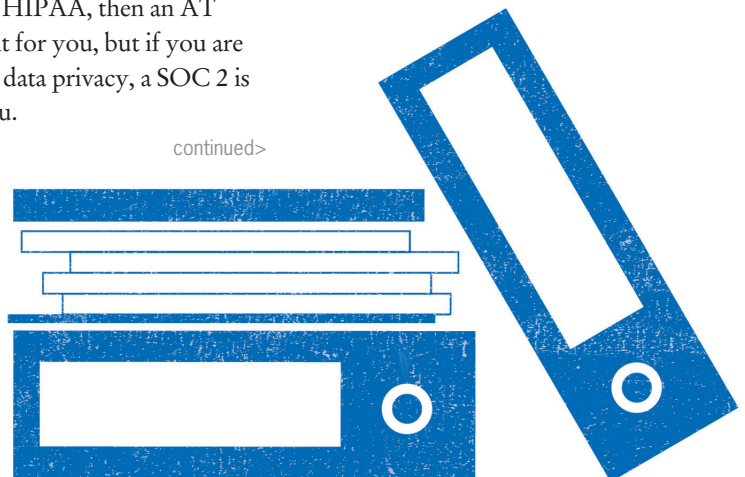 HIPAA, then an AT
t for you, but if you are
data privacy, a SOC 2 is
u.
continued>